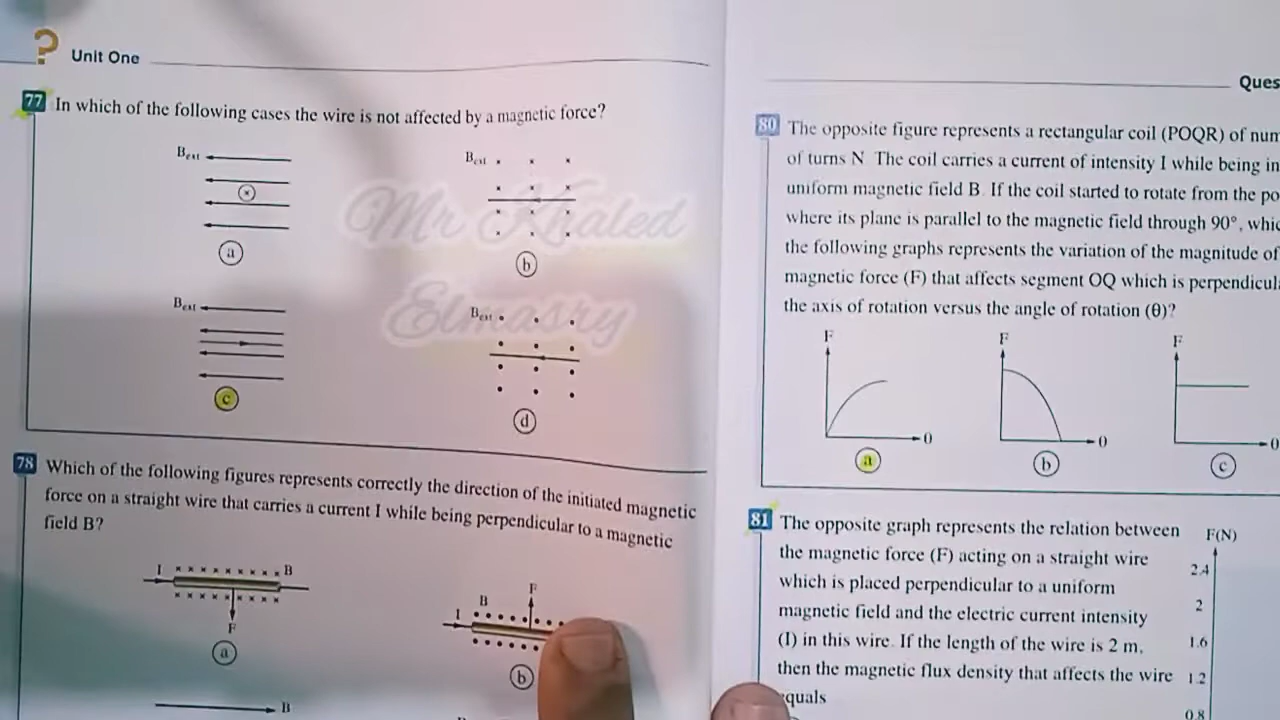 ?
Unit One
77 In which of the following cases the wire is not affected by a magnetic force?
Bext
Bext
a
b
Bext
Bext
c
d
Mr Khaled
Elmasry
78 Which of the following figures represents correctly the direction of the initiated magnetic
force on a straight wire that carries a current I while being perpendicular to a magnetic
field B?
I B
F
a
B F
I
b
B
Ques
80 The opposite figure represents a rectangular coil (POQR) of num
of turns N. The coil carries a current of intensity I while being in
uniform magnetic field B. If the coil started to rotate from the po
where its plane is parallel to the magnetic field through 90°, whic
the following graphs represents the variation of the magnitude of
magnetic force (F) that affects segment OQ which is perpendicul
the axis of rotation versus the angle of rotation (θ)?
F
F
F
θ
θ
θ
a
b
c
81 The opposite graph represents the relation between
the magnetic force (F) acting on a straight wire
which is placed perpendicular to a uniform
magnetic field and the electric current intensity
(I) in this wire. If the length of the wire is 2 m,
then the magnetic flux density that affects the wire
equals
F(N)
2.4
2
1.6
1.2
0.8